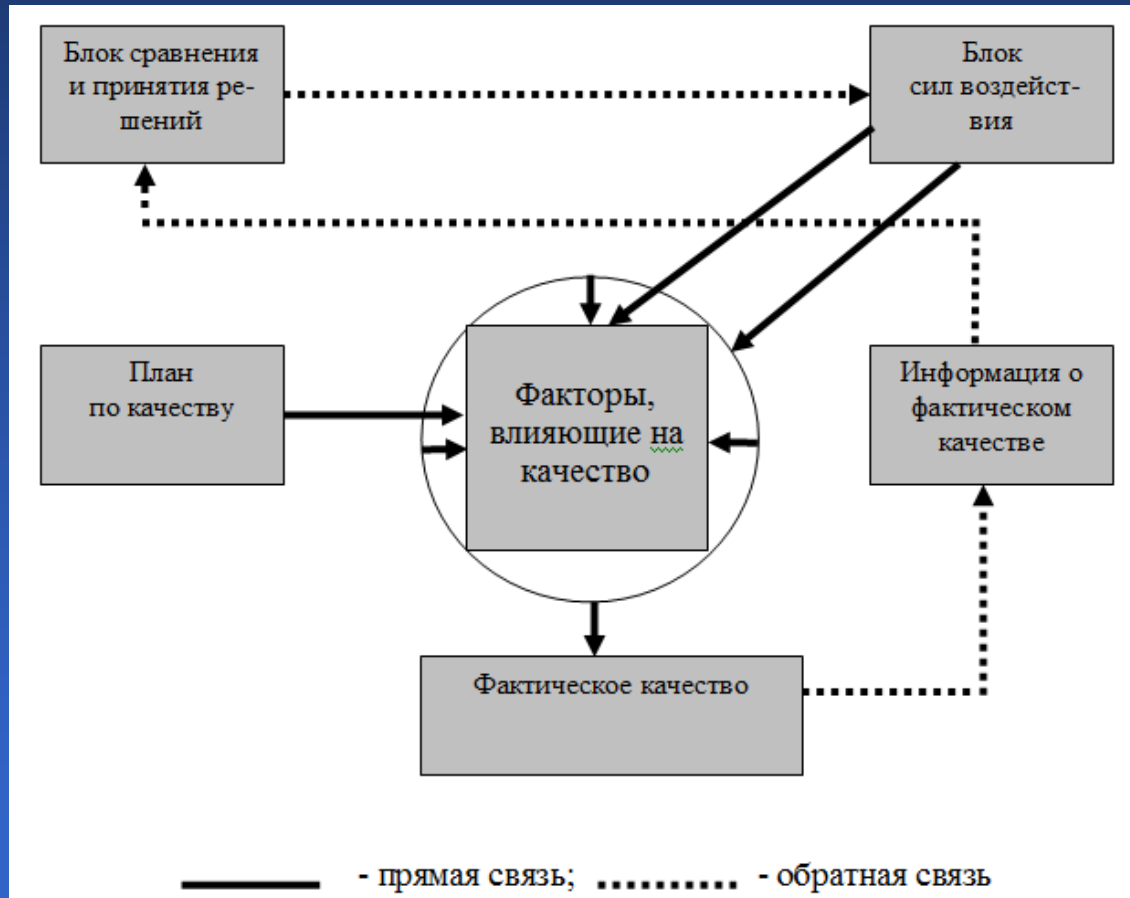 Блок сравнения
и принятия ре-
шений
Блок
сил воздейст-
вия
План
по качеству
Факторы,
влияющие на
качество
Информация о
фактическом
качестве
Фактическое качество
- прямая связь;
- обратная связь